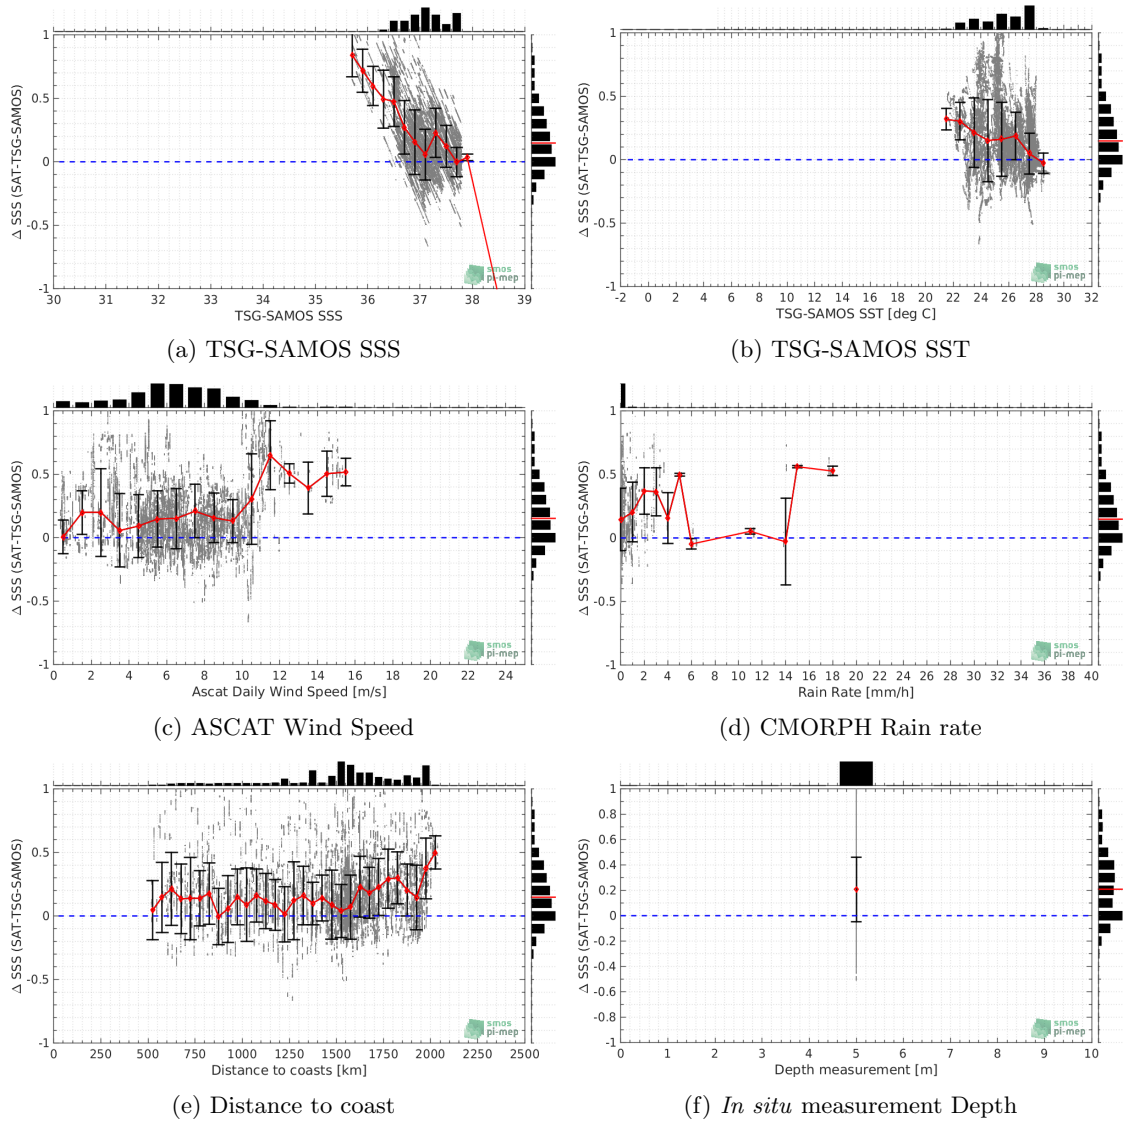 1
0.5
0
-0.5
-1
Δ SSS (SAT-TSG-SAMOS)
30 31 32 33 34 35 36 37 38 39
TSG-SAMOS SSS
smos
pi-mep
(a) TSG-SAMOS SSS
1
0.5
0
-0.5
-1
Δ SSS (SAT-TSG-SAMOS)
-2 0 2 4 6 8 10 12 14 16 18 20 22 24 26 28 30 32
TSG-SAMOS SST [deg C]
smos
pi-mep
(b) TSG-SAMOS SST
1
0.5
0
-0.5
-1
Δ SSS (SAT-TSG-SAMOS)
0 2 4 6 8 10 12 14 16 18 20 22 24
Ascat Daily Wind Speed [m/s]
smos
pi-mep
(c) ASCAT Wind Speed
1
0.5
0
-0.5
-1
Δ SSS (SAT-TSG-SAMOS)
0 2 4 6 8 10 12 14 16 18 20 22 24 26 28 30 32 34 36 38 40
Rain Rate [mm/h]
smos
pi-mep
(d) CMORPH Rain rate
1
0.5
0
-0.5
-1
Δ SSS (SAT-TSG-SAMOS)
0 250 500 750 1000 1250 1500 1750 2000 2250 2500
Distance to coasts [km]
smos
pi-mep
(e) Distance to coast
1
0.8
0.6
0.4
0.2
0
-0.2
-0.4
-0.6
-0.8
-1
Δ SSS (SAT-TSG-SAMOS)
0 1 2 3 4 5 6 7 8 9 10
Depth measurement [m]
smos
pi-mep
(f) In situ measurement Depth